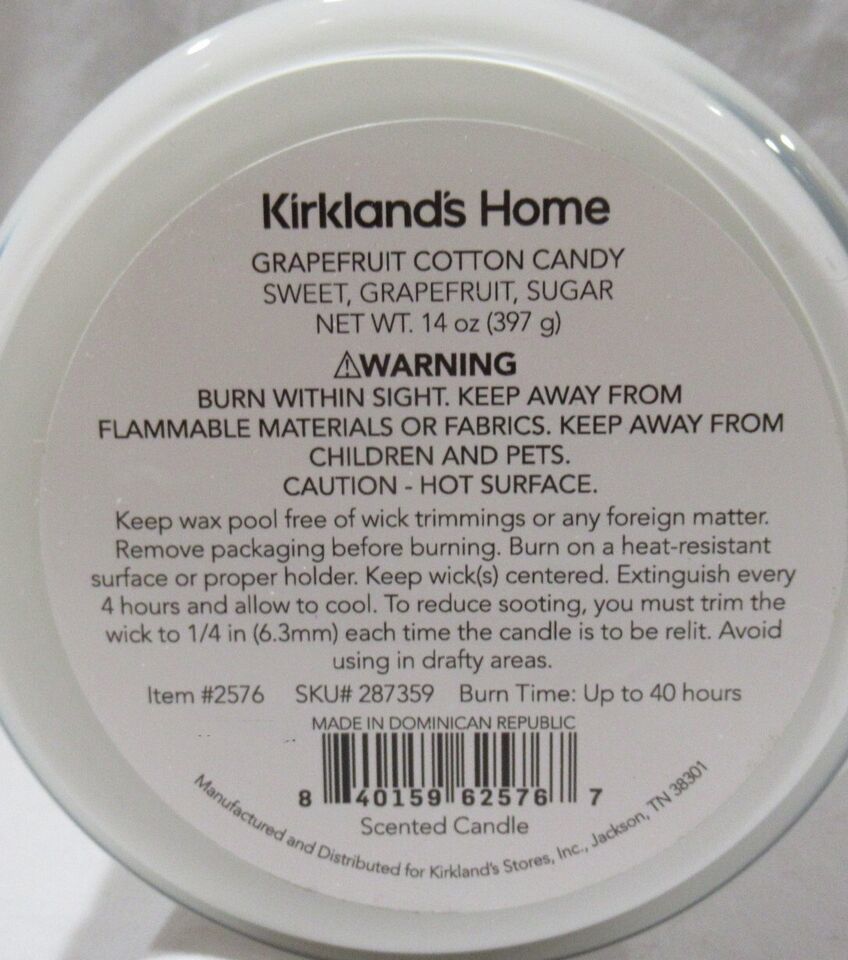 Kirkland's Home
GRAPEFRUIT COTTON CANDY
SWEET, GRAPEFRUIT, SUGAR
NET WT. 14 oz (397 g)
⚠WARNING
BURN WITHIN SIGHT. KEEP AWAY FROM
FLAMMABLE MATERIALS OR FABRICS. KEEP AWAY FROM
CHILDREN AND PETS.
CAUTION - HOT SURFACE.
Keep wax pool free of wick trimmings or any foreign matter.
Remove packaging before burning. Burn on a heat-resistant
surface or proper holder. Keep wick(s) centered. Extinguish every
4 hours and allow to cool. To reduce sooting, you must trim the
wick to 1/4 in (6.3mm) each time the candle is to be relit. Avoid
using in drafty areas.
Item #2576 SKU# 287359 Burn Time: Up to 40 hours
MADE IN DOMINICAN REPUBLIC
8 40159 62576 7
Scented Candle
Manufactured and Distributed for Kirkland's Stores, Inc., Jackson, TN 38301